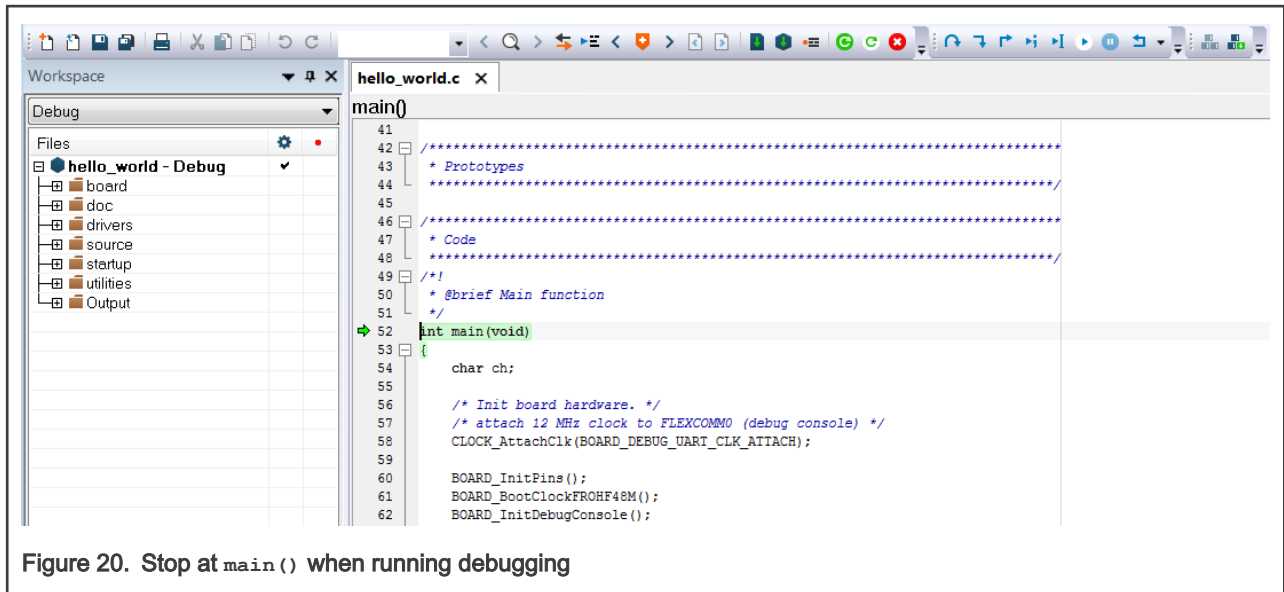 Workspace
hello_world.c
Debug
main()
Files
hello_world - Debug
board
doc
drivers
source
startup
utilities
Output
41
42 /*******************************************************************************
43 * Prototypes
44 ******************************************************************************/
45
46 /*******************************************************************************
47 * Code
48 ******************************************************************************/
49 /*!
50 * @brief Main function
51 */
52 int main(void)
53 {
54 char ch;
55
56 /* Init board hardware. */
57 /* attach 12 MHz clock to FLEXCOMM0 (debug console) */
58 CLOCK_AttachClk(BOARD_DEBUG_UART_CLK_ATTACH);
59
60 BOARD_InitPins();
61 BOARD_BootClockFROHF48M();
62 BOARD_InitDebugConsole();
Figure 20. Stop at main() when running debugging